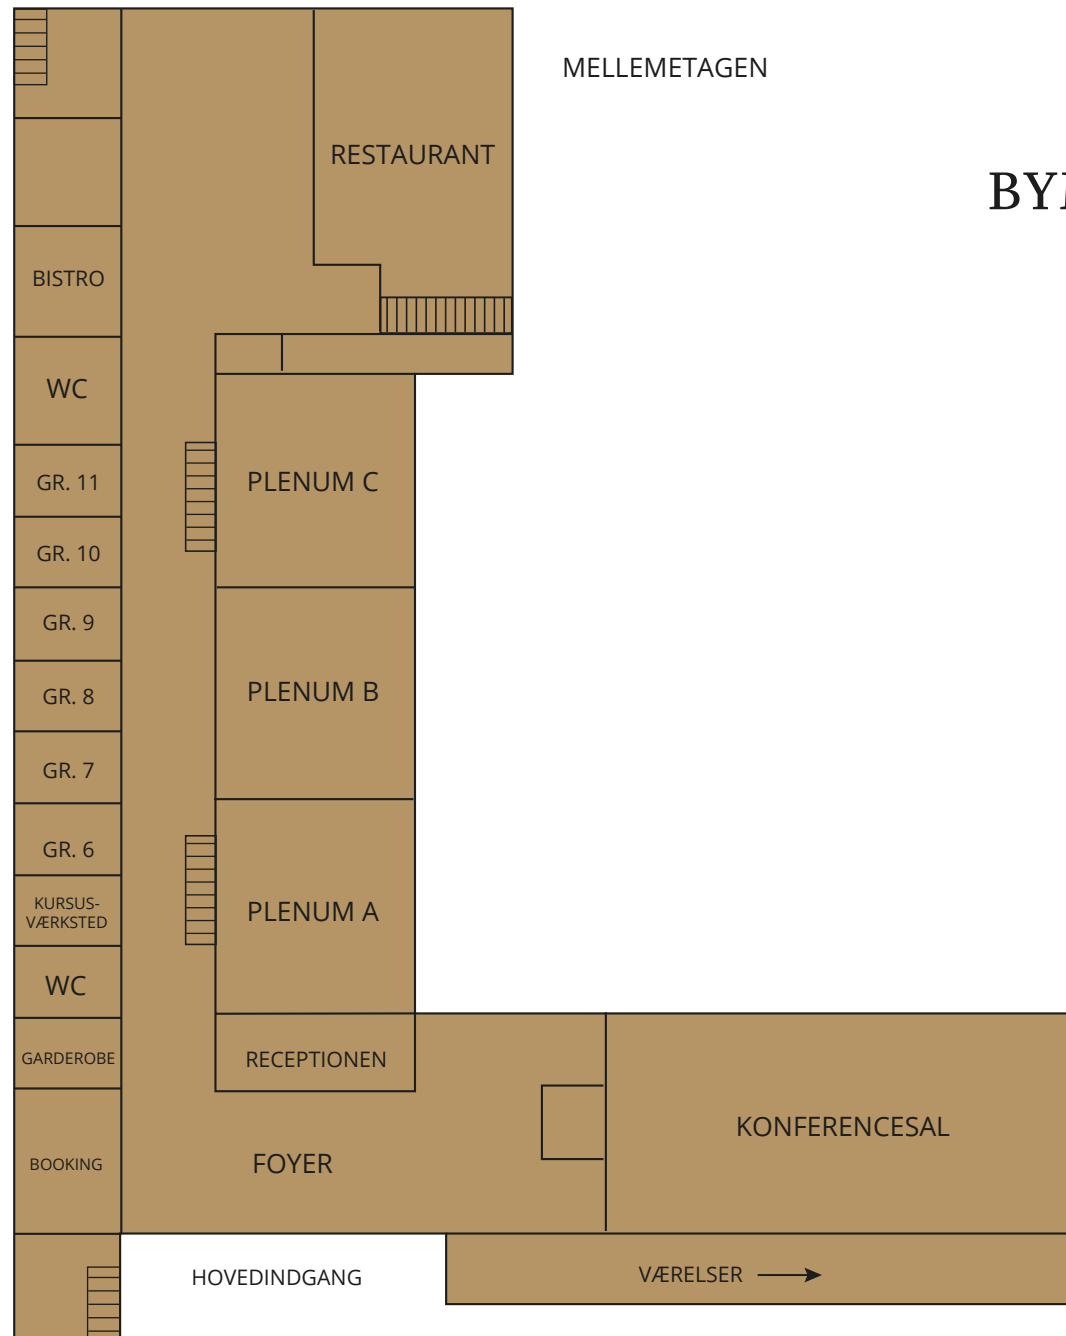 MELLEMETAGEN
RESTAURANT
BISTRO
WC
GR. 11
PLENUM C
GR. 10
GR. 9
GR. 8
PLENUM B
GR. 7
GR. 6
KURSUS-
VÆRKSTED
PLENUM A
WC
GARDEROBE
RECEPTIONEN
KONFERENCESAL
BOOKING
FOYER
HOVEDINDGANG
VÆRELSER